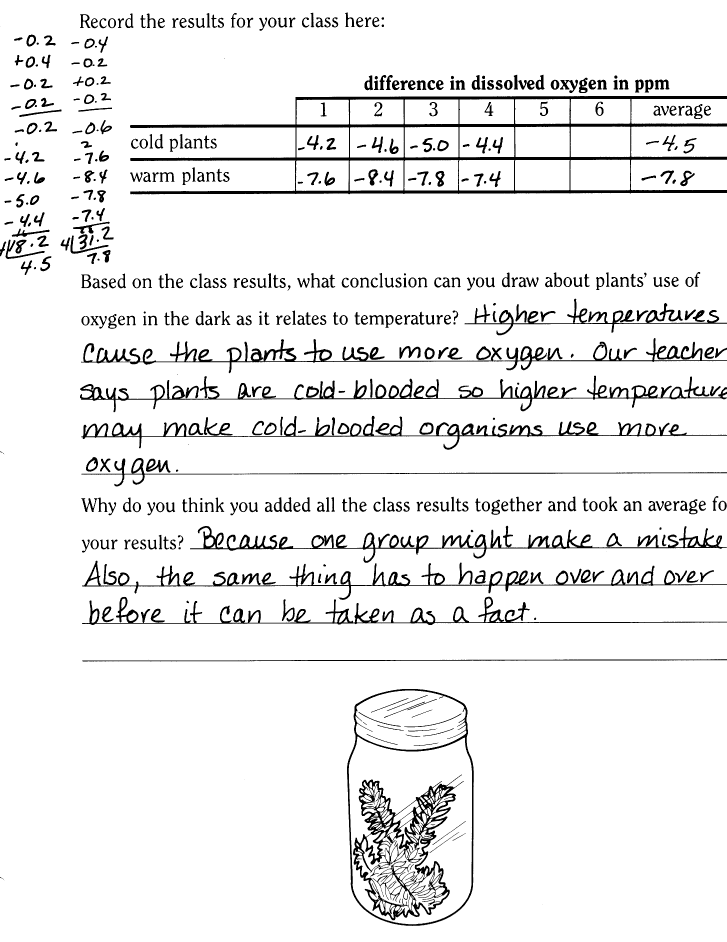 Record the results for your class here:
-0.2 -0.4
+0.4 -0.2
-0.2 +0.2
-0.2 -0.2
-0.2 -0.6
difference in dissolved oxygen in ppm
1 2 3 4 5 6 average
cold plants -4.2 -4.6 -5.0 -4.4 -4.5
warm plants -7.6 -8.4 -7.8 -7.4 -7.8
2
-4.2 -7.6
-4.6 -8.4
-5.0 -7.8
-4.4 -7.4
18.2 4 31.2
4.5 7.8
Based on the class results, what conclusion can you draw about plants' use of
oxygen in the dark as it relates to temperature? Higher temperatures
cause the plants to use more oxygen. Our teacher
says plants are cold-blooded so higher temperature
may make cold-blooded organisms use more
oxygen.
Why do you think you added all the class results together and took an average fo
your results? Because one group might make a mistake
Also, the same thing has to happen over and over
before it can be taken as a fact.